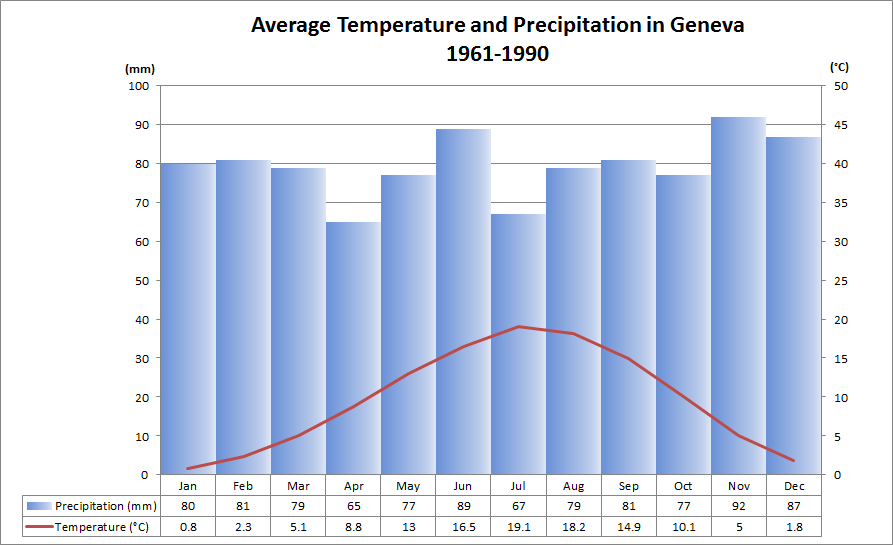 Average Temperature and Precipitation in Geneva
1961-1990
(mm) (°C)
100 50
90 45
80 40
70 35
60 30
50 25
40 20
30 15
20 10
10 5
0 0
Jan Feb Mar Apr May Jun Jul Aug Sep Oct Nov Dec
Precipitation (mm) 80 81 79 65 77 89 67 79 81 77 92 87
Temperature (°C) 0.8 2.3 5.1 8.8 13 16.5 19.1 18.2 14.9 10.1 5 1.8